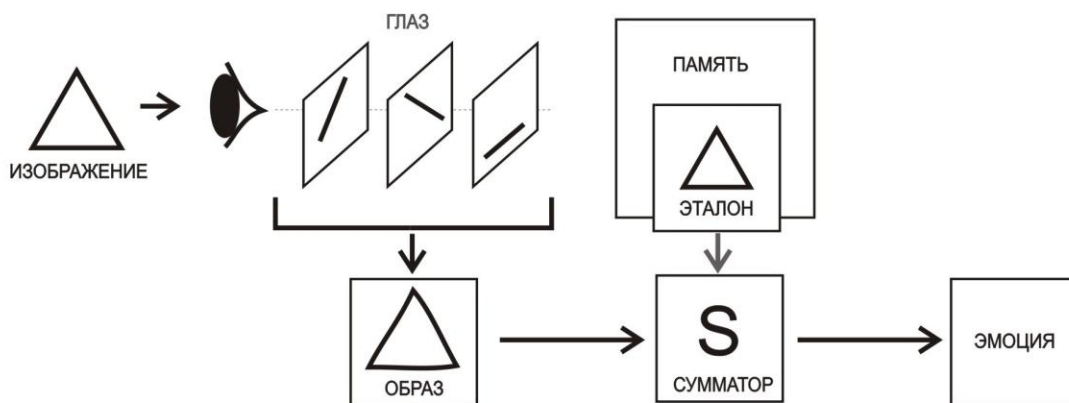 ГЛАЗ
ПАМЯТЬ
ИЗОБРАЖЕНИЕ
ЭТАЛОН
S
ОБРАЗ
СУММАТОР
ЭМОЦИЯ